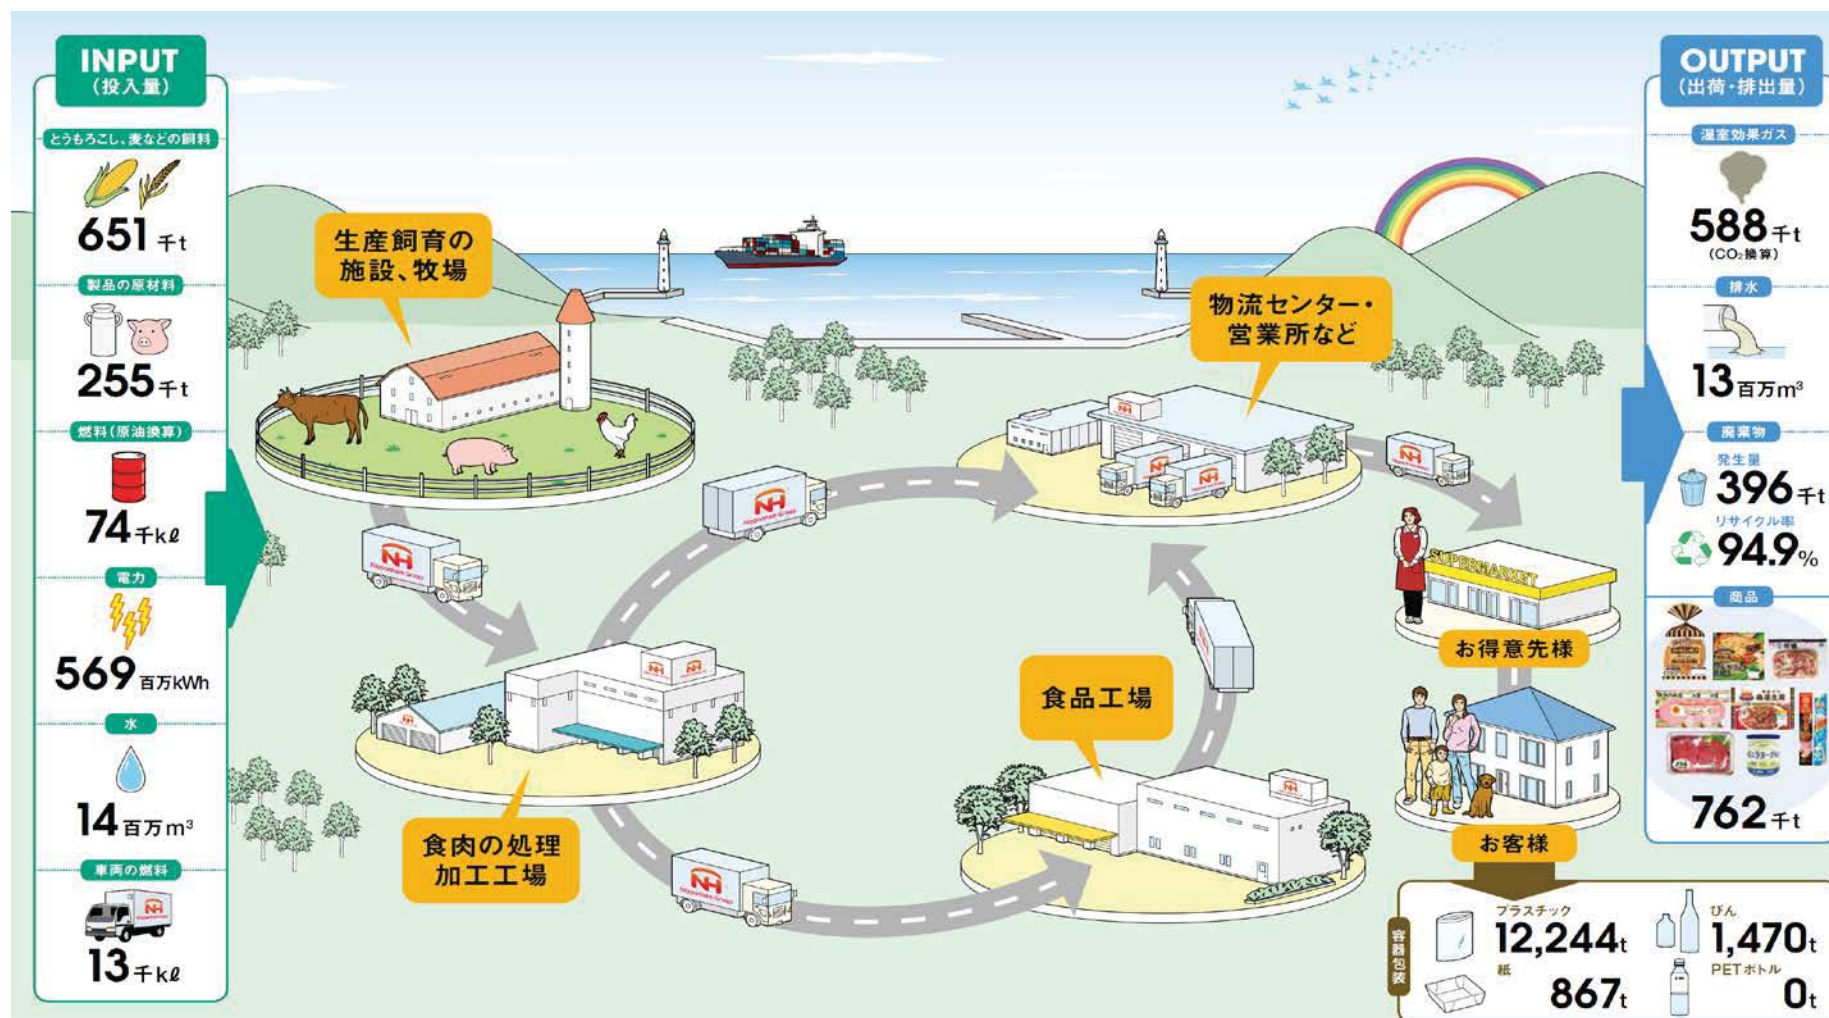 INPUT
(投入量)
とうもろこし、麦などの飼料
651千t
製品の原材料
255千t
燃料(原油換算)
74千kℓ
電力
569百万kWh
水
14百万m³
車両の燃料
13千kℓ
生産飼育の
施設、牧場
物流センター・
営業所など
NH
NH
Nipponham Group
NH
Nipponham Group
SUPERMARKET
お得意先様
食品工場
食肉の処理
加工工場
NH
Nipponham Group
お客様
OUTPUT
(出荷・排出量)
温室効果ガス
588千t
(CO₂換算)
排水
13百万m³
廃棄物
発生量
396千t
リサイクル率
94.9%
商品
762千t
容器包装
プラスチック
12,244t
びん
1,470t
紙
867t
PETボトル
0t